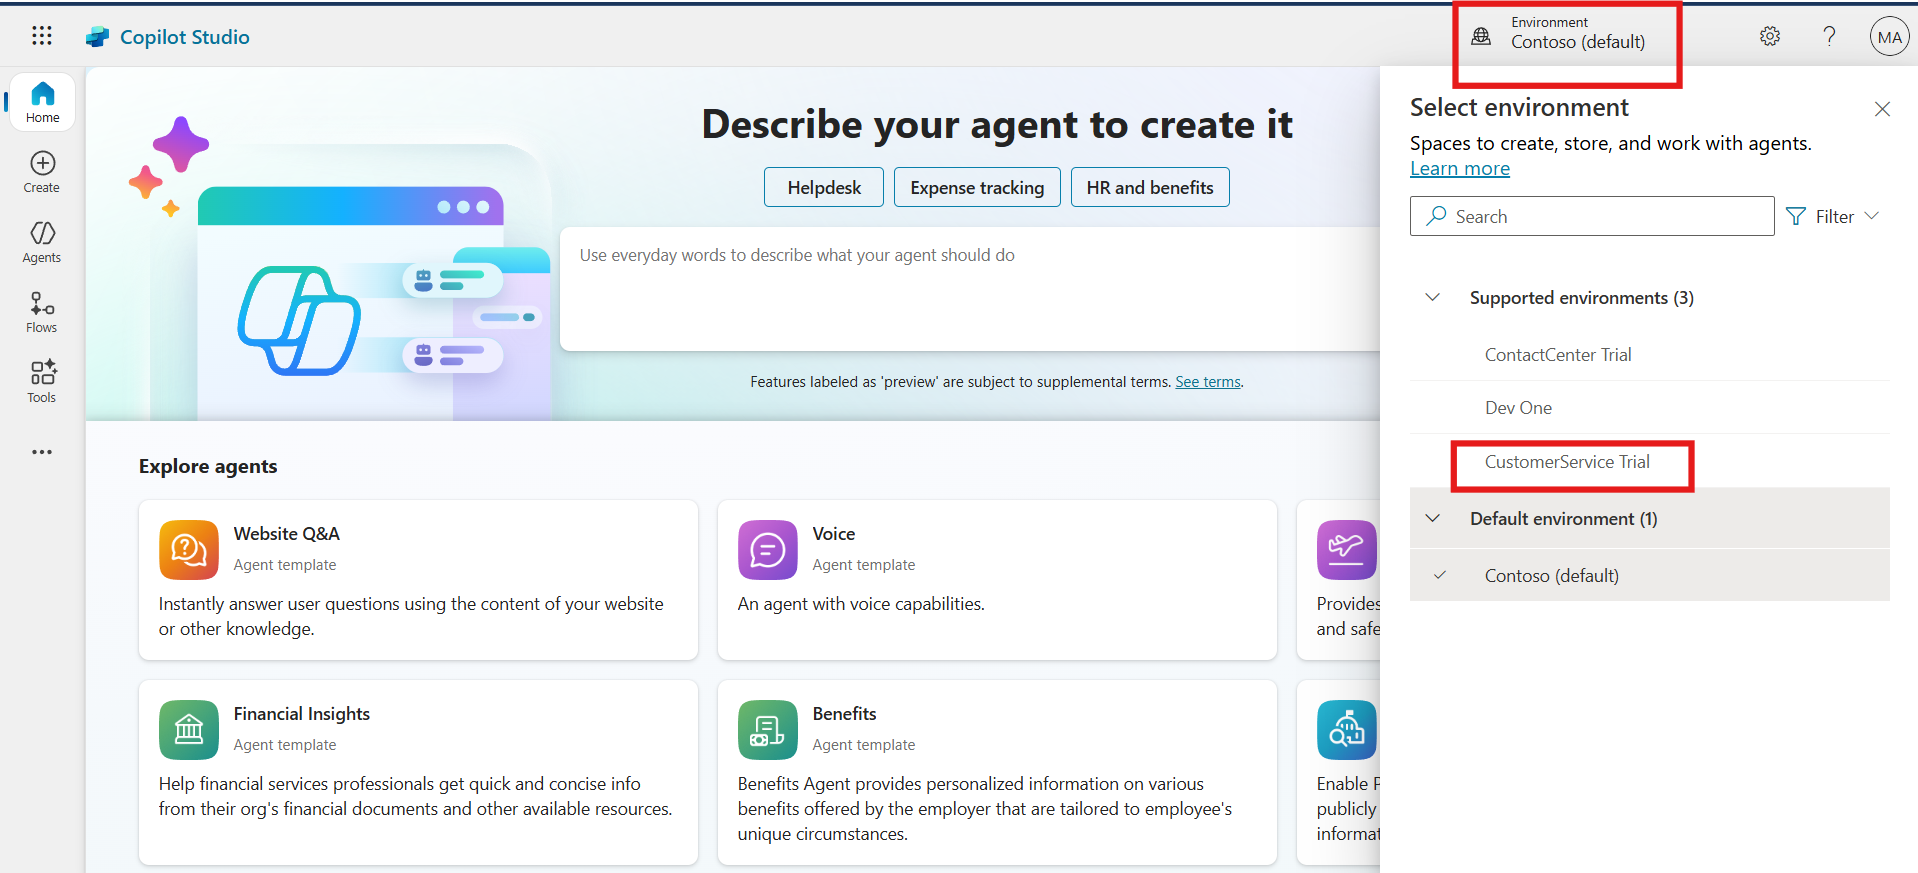 Copilot Studio
Environment
Contoso (default)
MA
Home
Create
Agents
Flows
Tools
Describe your agent to create it
Helpdesk
Expense tracking
HR and benefits
Use everyday words to describe what your agent should do
Features labeled as 'preview' are subject to supplemental terms. See terms.
Explore agents
Website Q&A
Agent template
Instantly answer user questions using the content of your website
or other knowledge.
Voice
Agent template
An agent with voice capabilities.
Provides
and safe
Financial Insights
Agent template
Help financial services professionals get quick and concise info
from their org's financial documents and other available resources.
Benefits
Agent template
Benefits Agent provides personalized information on various
benefits offered by the employer that are tailored to employee's
unique circumstances.
Enable
publicly
Select environment
Spaces to create, store, and work with agents.
Learn more
Search
Filter
Supported environments (3)
ContactCenter Trial
Dev One
CustomerService Trial
Default environment (1)
Contoso (default)